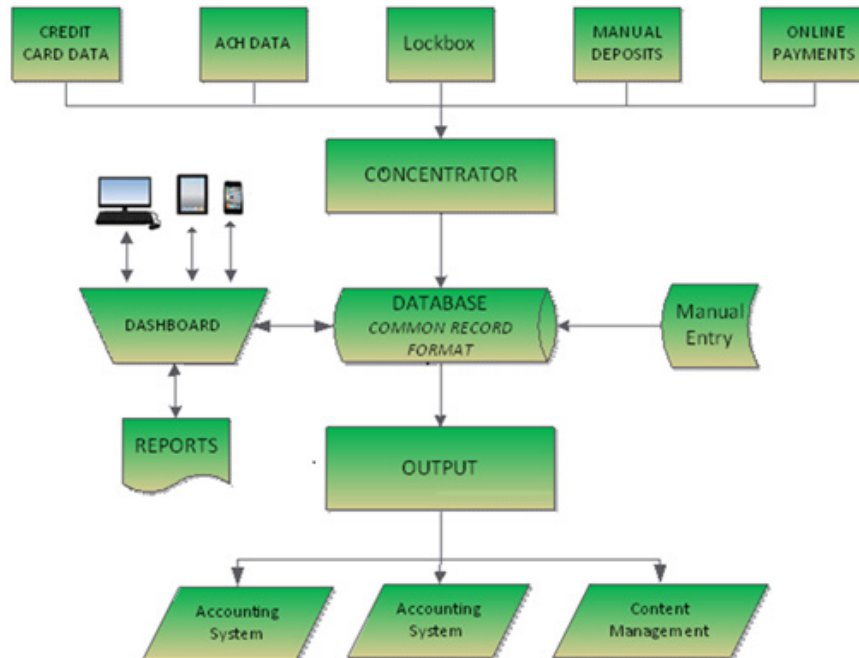 CREDIT
CARD DATA
ACH DATA
Lockbox
MANUAL
DEPOSITS
ONLINE
PAYMENTS
CONCENTRATOR
DASHBOARD
DATABASE
COMMON RECORD
FORMAT
Manual
Entry
REPORTS
OUTPUT
Accounting
System
Accounting
System
Content
Management